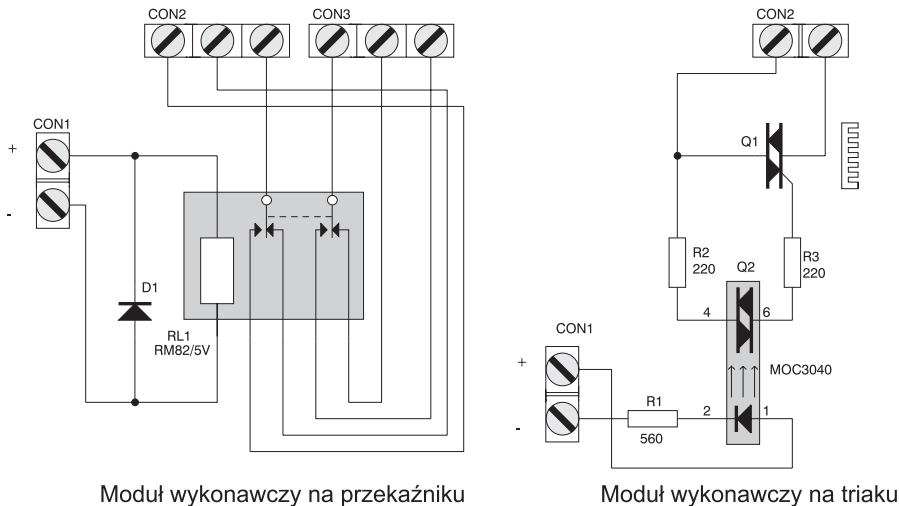 CON2
CON3
CON1
+
-
D1
RL1
RM82/5V
Moduł wykonawczy na przekaźniku
CON2
Q1
R2
220
Q2
R3
220
4
6
CON1
+
-
MOC3040
R1
560
2
1
Moduł wykonawczy na triaku